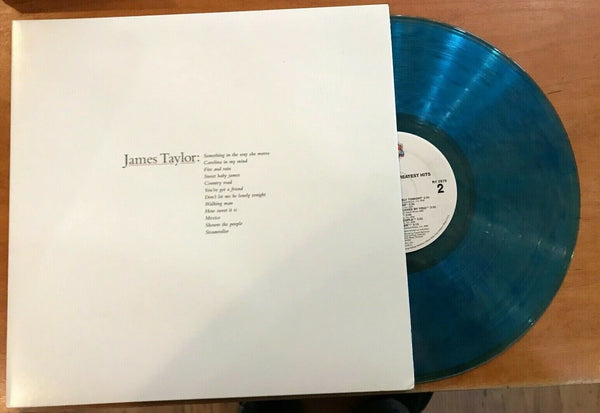 James Taylor:
Something in the way she moves
Carolina in my mind
Fire and rain
Sweet baby james
Country road
You've got a friend
Don't let me be lonely tonight
Walking man
How sweet it is
Mexico
Shower the people
Steamroller
GREATEST HITS
2